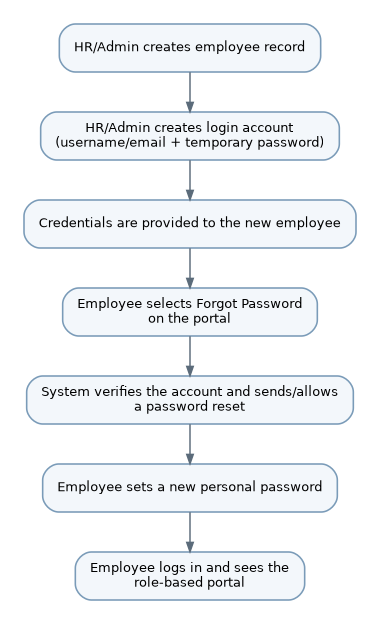 HR/Admin creates employee record
HR/Admin creates login account
(username/email + temporary password)
Credentials are provided to the new employee
Employee selects Forgot Password
on the portal
System verifies the account and sends/allows
a password reset
Employee sets a new personal password
Employee logs in and sees the
role-based portal